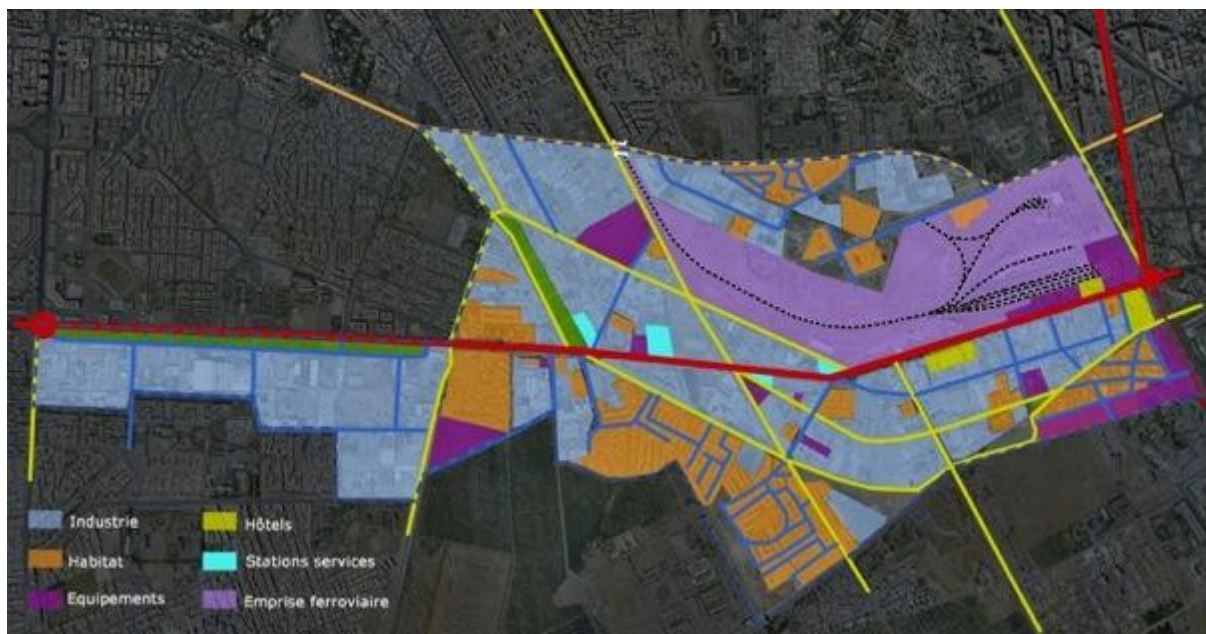 Industrie
Hôtels
Habitat
Stations services
Equipements
Emprise ferroviaire